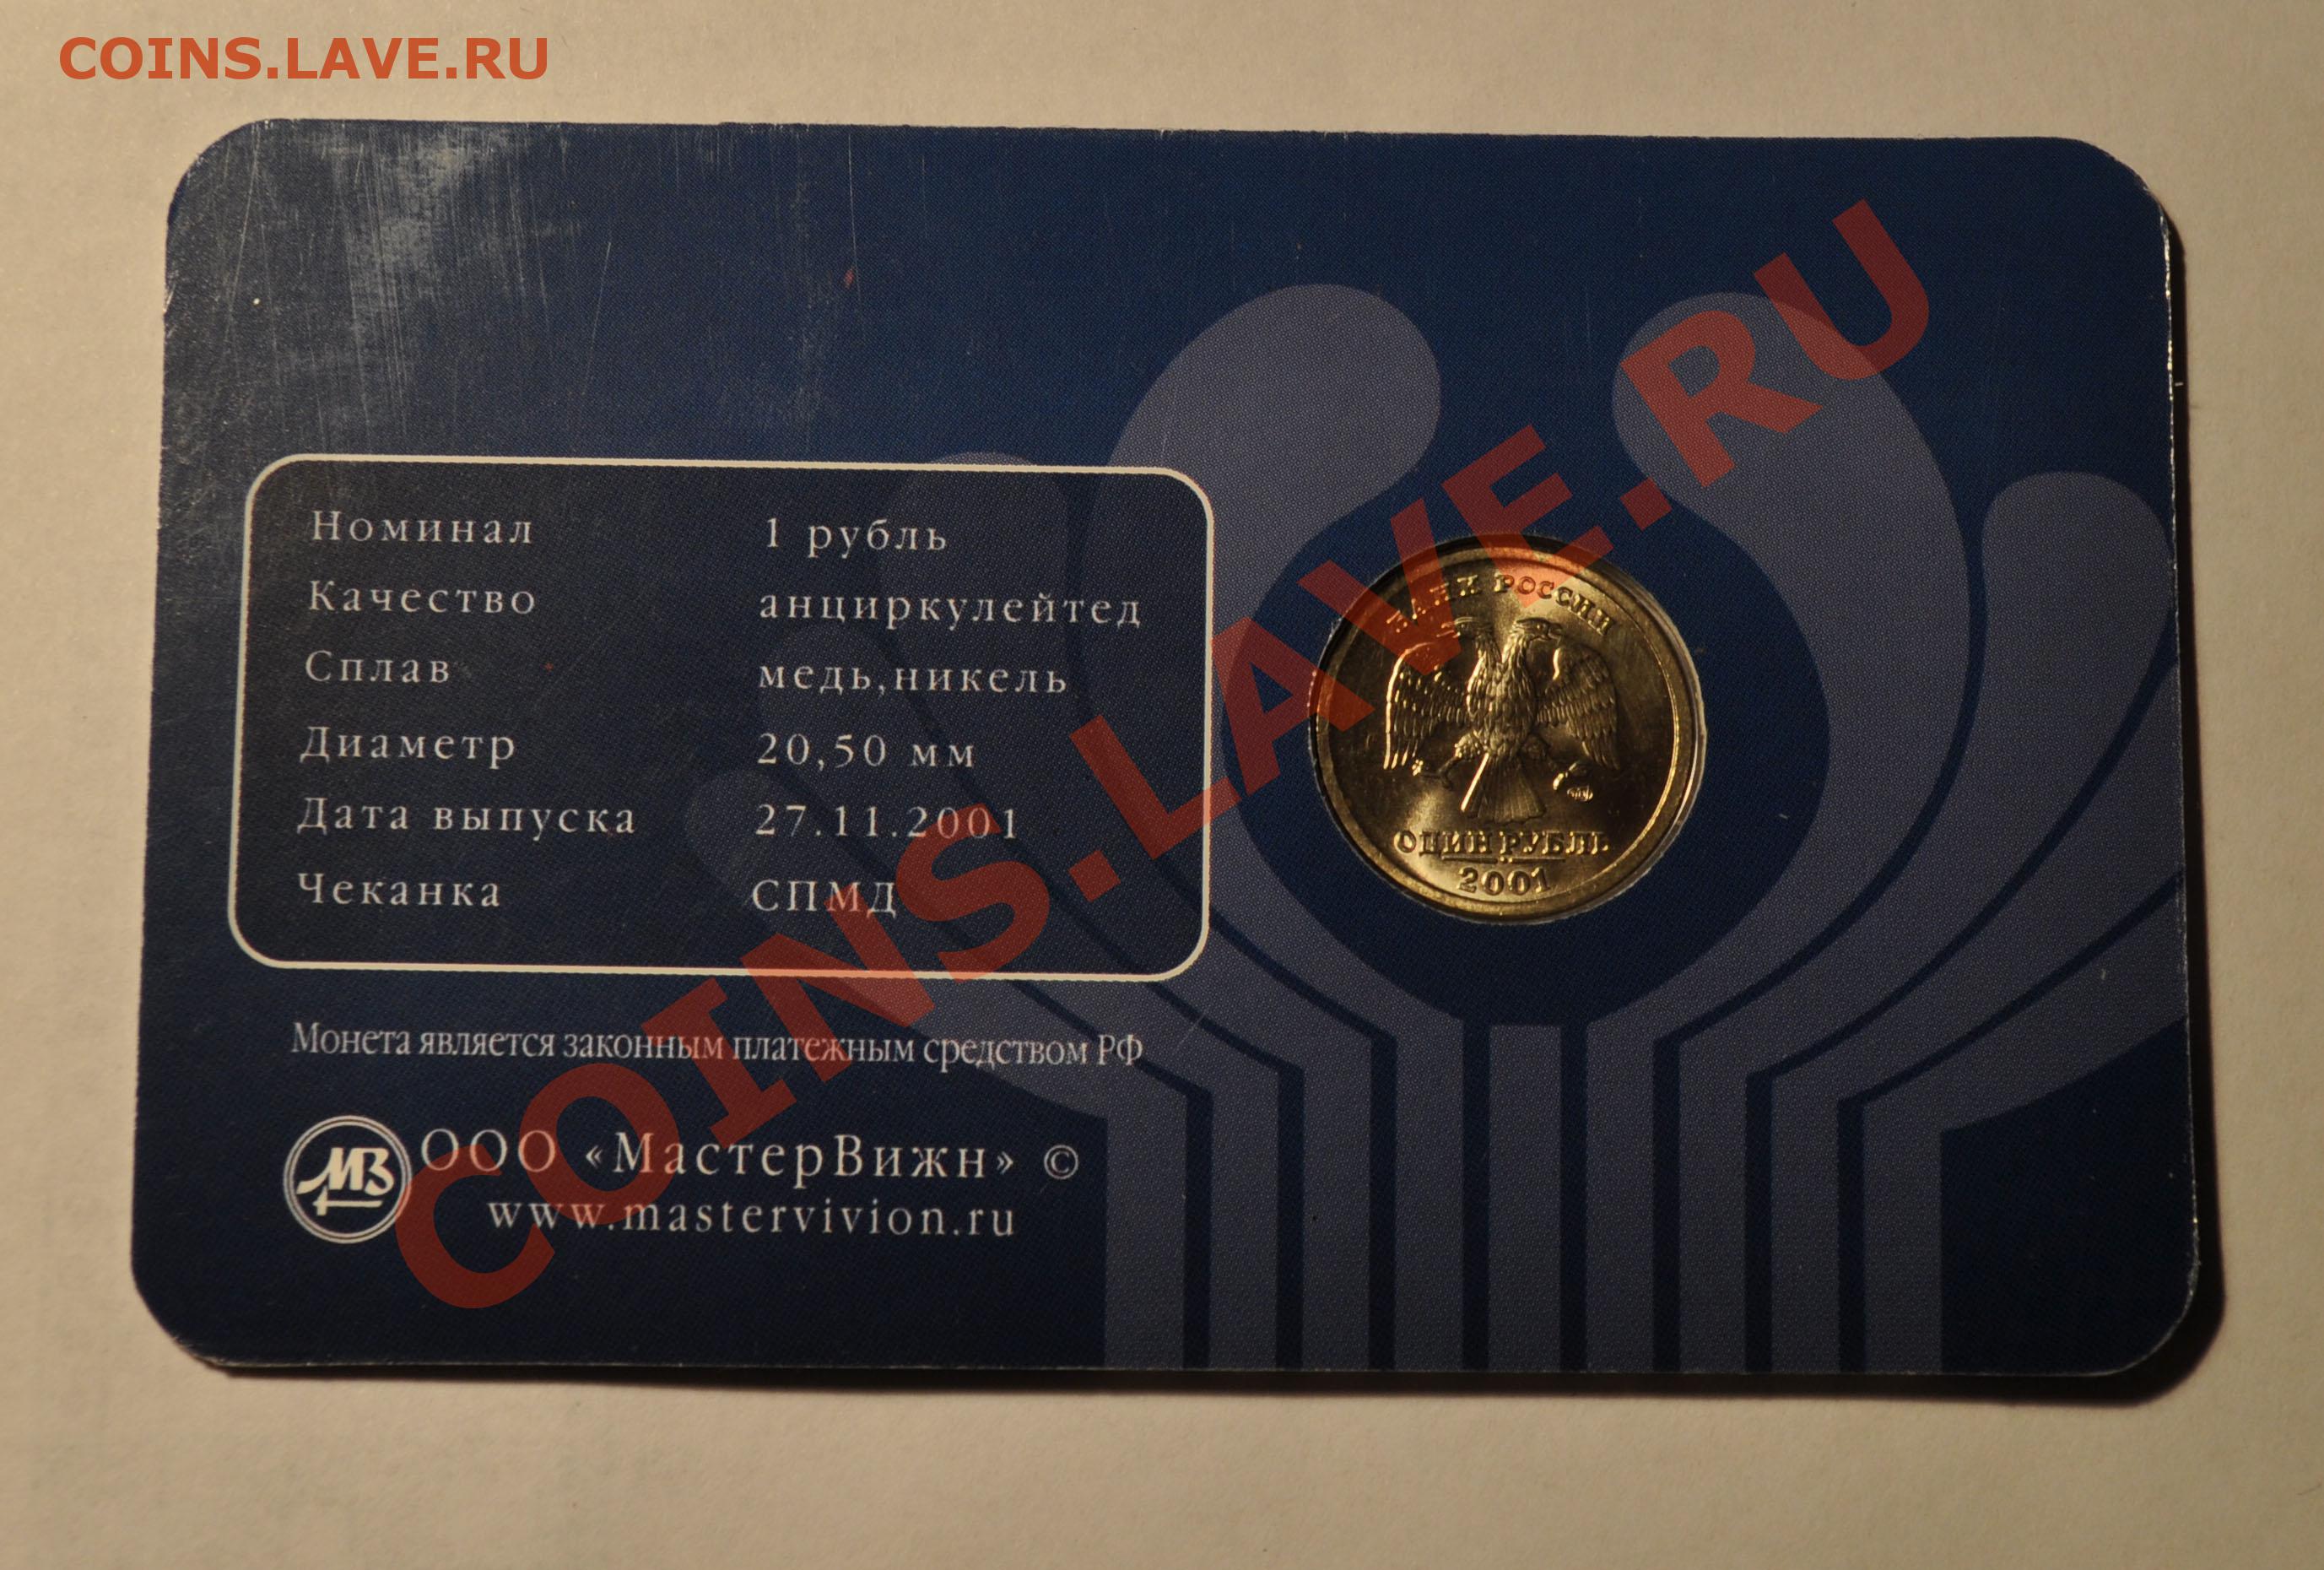 COINS.LAVE.RU
Номинал 1 рубль
Качество анциркулейтед
Сплав медь,никель
Диаметр 20,50 мм
Дата выпуска 27.11.2001
Чеканка СПМД
БАНК РОССИИ
ОДИН РУБЛЬ
2001
Монета является законным платежным средством РФ
МВ ООО «МастерВижн» ©
www.mastervivion.ru
COINS.LAVE.RU